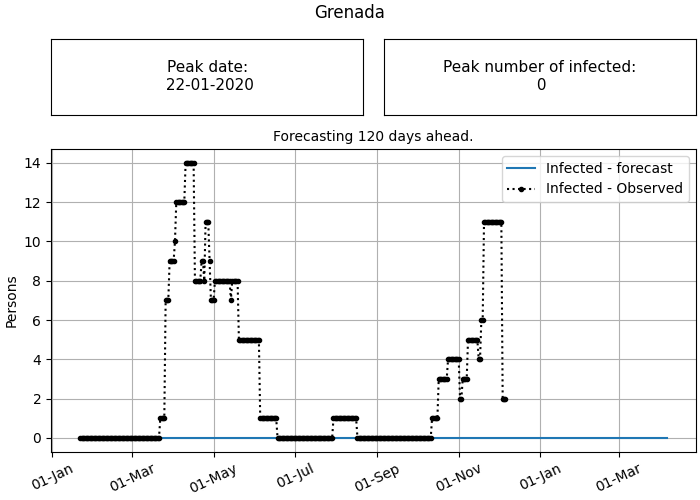 Grenada
Peak date:
22-01-2020
Peak number of infected:
0
Forecasting 120 days ahead.
Infected - forecast
Infected - Observed
Persons
14
12
10
8
6
4
2
0
01-Jan
01-Mar
01-May
01-Jul
01-Sep
01-Nov
01-Jan
01-Mar